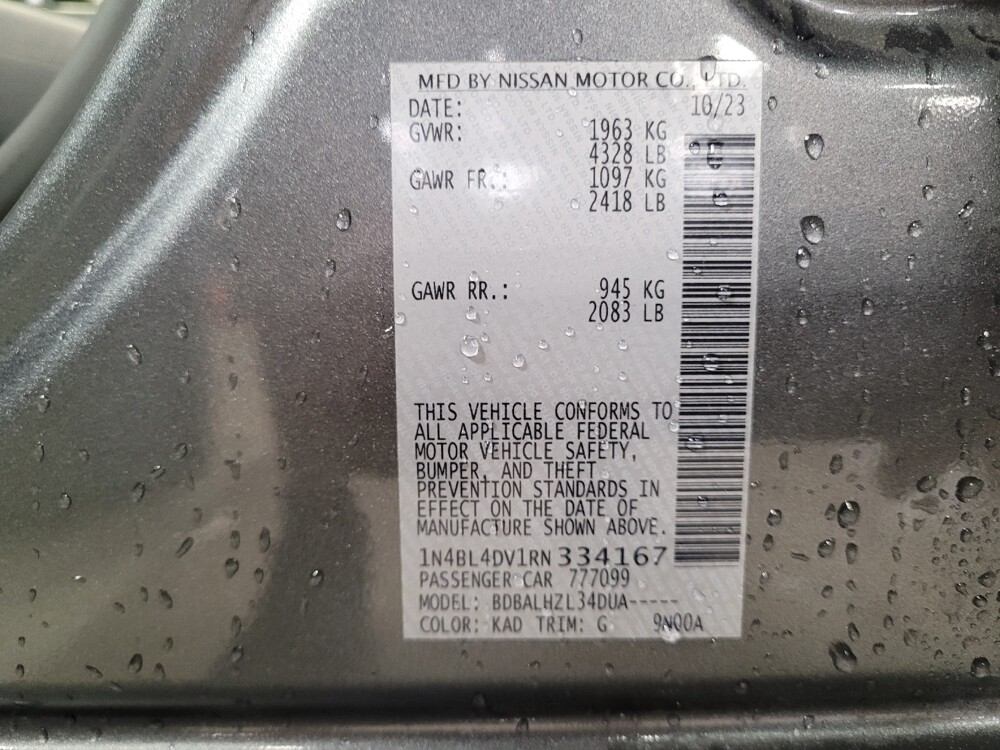 MFD BY NISSAN MOTOR CO., LTD.
DATE: 10/23
GVWR: 1963 KG
4328 LB
GAWR FR.: 1097 KG
2418 LB
GAWR RR.: 945 KG
2083 LB
THIS VEHICLE CONFORMS TO
ALL APPLICABLE FEDERAL
MOTOR VEHICLE SAFETY,
BUMPER, AND THEFT
PREVENTION STANDARDS IN
EFFECT ON THE DATE OF
MANUFACTURE SHOWN ABOVE.
1N4BL4DV1RN334167
PASSENGER CAR 777099
MODEL: BDBALHZL34DUA-----
COLOR: KAD TRIM: G 9N00A